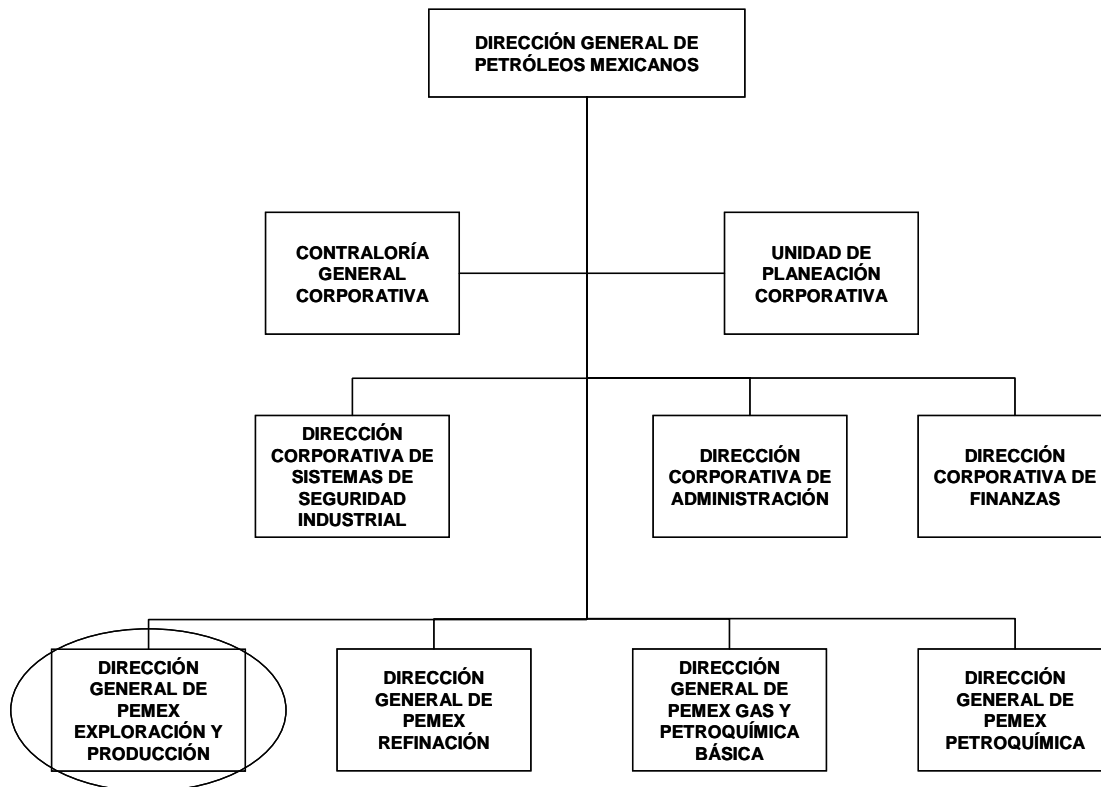 DIRECCIÓN GENERAL DE
PETRÓLEOS MEXICANOS
CONTRALORÍA
GENERAL
CORPORATIVA
UNIDAD DE
PLANEACIÓN
CORPORATIVA
DIRECCIÓN
CORPORATIVA DE
SISTEMAS DE
SEGURIDAD
INDUSTRIAL
DIRECCIÓN
CORPORATIVA DE
ADMINISTRACIÓN
DIRECCIÓN
CORPORATIVA DE
FINANZAS
DIRECCIÓN
GENERAL DE
PEMEX
EXPLORACIÓN Y
PRODUCCIÓN
DIRECCIÓN
GENERAL DE
PEMEX
REFINACIÓN
DIRECCIÓN
GENERAL DE
PEMEX GAS Y
PETROQUÍMICA
BÁSICA
DIRECCIÓN
GENERAL DE
PEMEX
PETROQUÍMICA